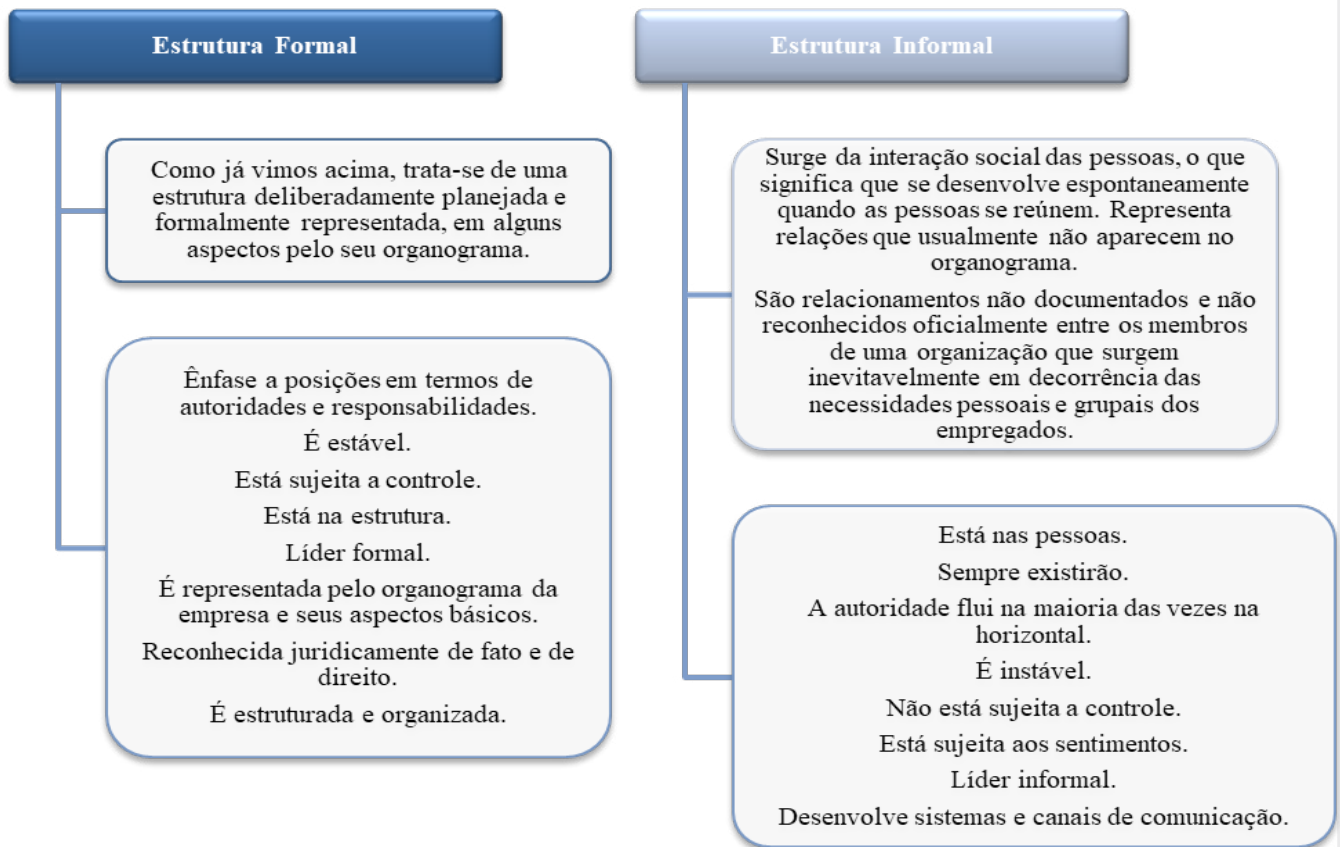 Estrutura Formal
Como já vimos acima, trata-se de uma
estrutura deliberadamente planejada e
formalmente representada, em alguns
aspectos pelo seu organograma.
Ênfase a posições em termos de
autoridades e responsabilidades.
É estável.
Está sujeita a controle.
Está na estrutura.
Líder formal.
É representada pelo organograma da
empresa e seus aspectos básicos.
Reconhecida juridicamente de fato e de
direito.
É estruturada e organizada.
Estrutura Informal
Surge da interação social das pessoas, o que
significa que se desenvolve espontaneamente
quando as pessoas se reúnem. Representa
relações que usualmente não aparecem no
organograma.
São relacionamentos não documentados e não
reconhecidos oficialmente entre os membros
de uma organização que surgem
inevitavelmente em decorrência das
necessidades pessoais e grupais dos
empregados.
Está nas pessoas.
Sempre existirão.
A autoridade flui na maioria das vezes na
horizontal.
É instável.
Não está sujeita a controle.
Está sujeita aos sentimentos.
Líder informal.
Desenvolve sistemas e canais de comunicação.